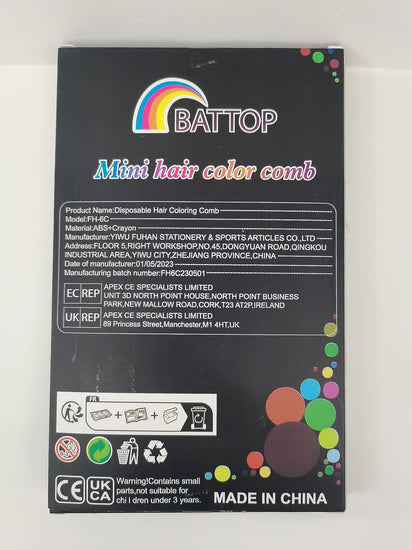 BATTOP
Mini hair color comb
Product Name:Disposable Hair Coloring Comb
Model:FH-6C
Material:ABS+Crayon
Manufacturer:YIWU FUHAN STATIONERY & SPORTS ARTICLES CO.,LTD
Address:FLOOR 5,RIGHT WORKSHOP,NO.45,DONGYUAN ROAD,QINGKOU
INDUSTRIAL AREA,YIWU CITY,ZHEJIANG PROVINCE,CHINA
Date of manufacturer:01/05/2023
Manufacturing batch number:FH6C230501
EC REP
APEX CE SPECIALISTS LIMITED
UNIT 3D NORTH POINT HOUSE,NORTH POINT BUSINESS
PARK,NEW MALLOW ROAD,CORK,T23 AT2P,IRELAND
UK REP
APEX CE SPECIALISTS LIMITED
89 Princess Street,Manchester,M1 4HT,UK
FR
+ +
0-3
CE UK CA
Warning!Contains small
parts,not suitable for
chi l dren under 3 years.
MADE IN CHINA